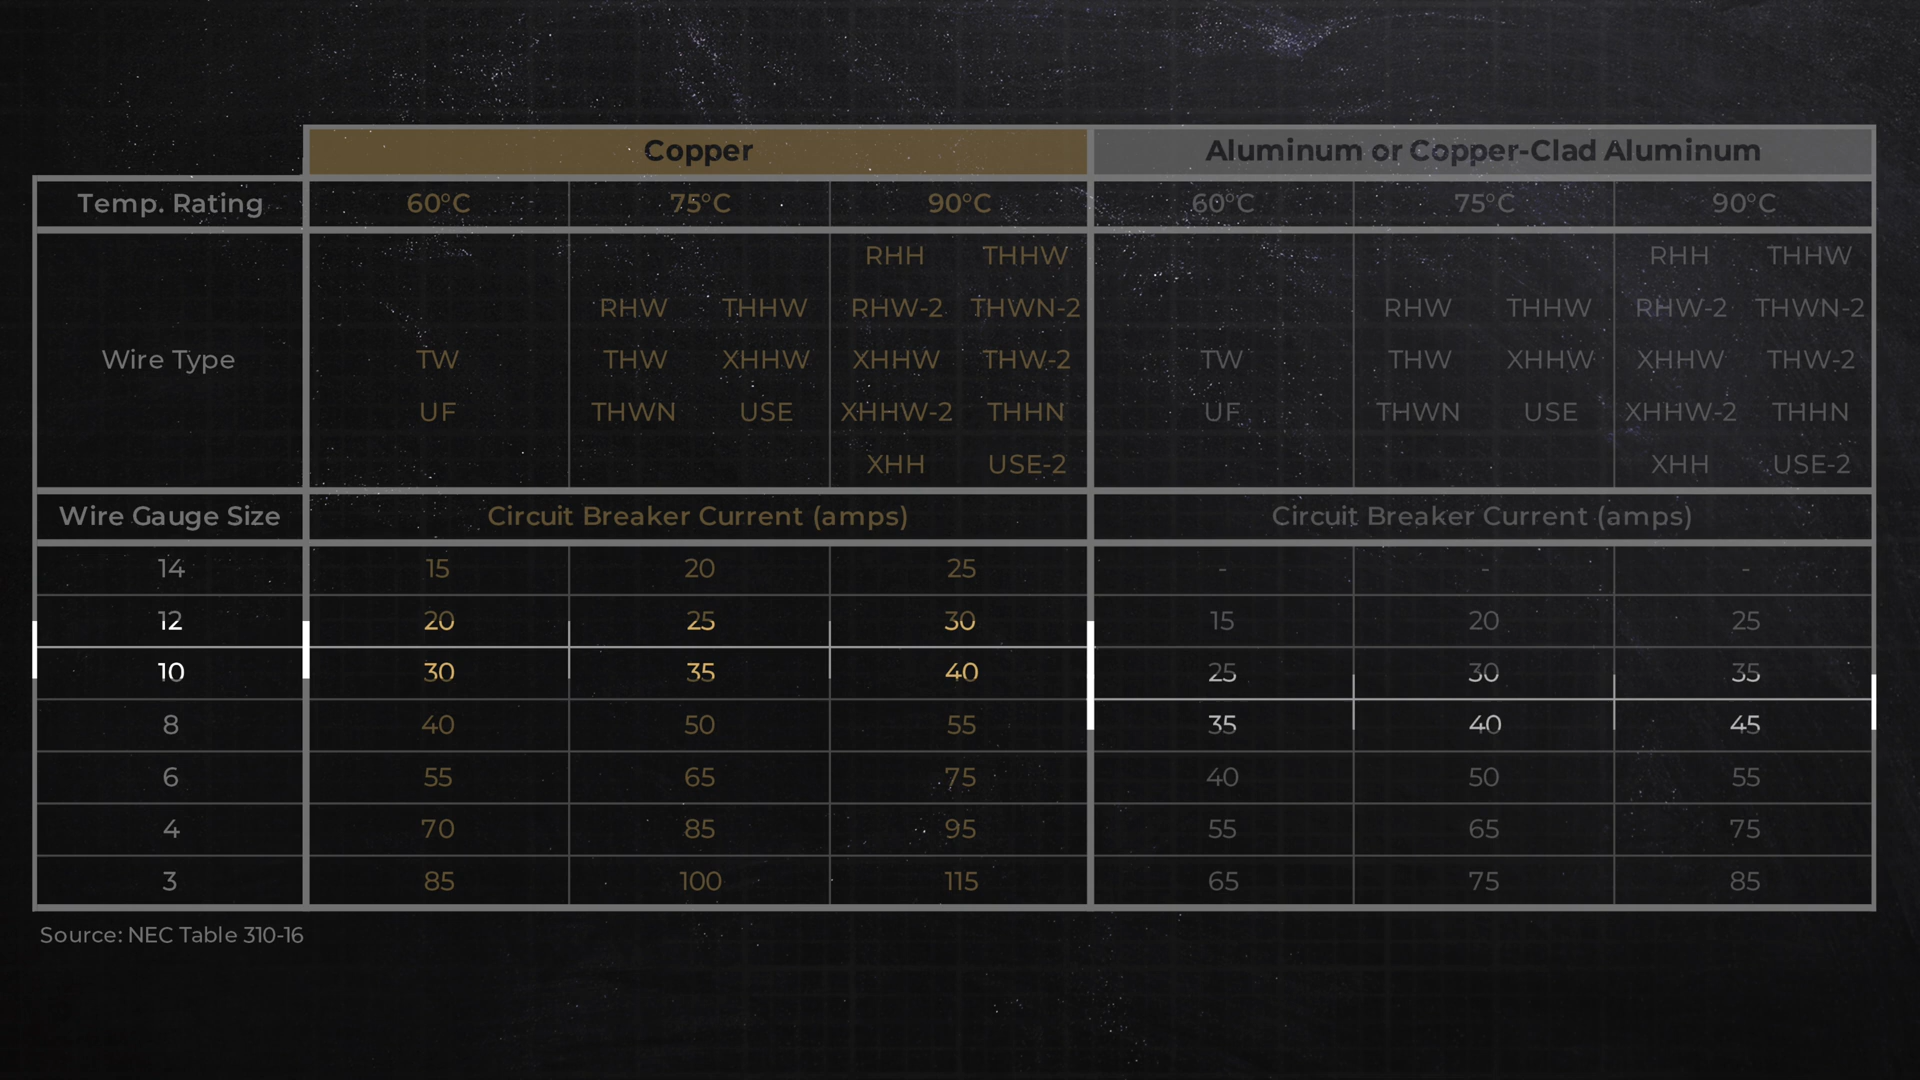 Copper Aluminum or Copper-Clad Aluminum
Temp. Rating 60°C 75°C 90°C 60°C 75°C 90°C
RHH THHW RHH THHW
RHW THHW RHW-2 THWN-2 RHW THHW RHW-2 THWN-2
Wire Type TW THW XHHW XHHW THW-2 TW THW XHHW XHHW THW-2
UF THWN USE XHHW-2 THHN UF THWN USE XHHW-2 THHN
XHH USE-2 XHH USE-2
Wire Gauge Size Circuit Breaker Current (amps) Circuit Breaker Current (amps)
14 15 20 25 - - -
12 20 25 30 15 20 25
10 30 35 40 25 30 35
8 40 50 55 35 40 45
6 55 65 75 40 50 55
4 70 85 95 55 65 75
3 85 100 115 65 75 85
Source: NEC Table 310-16